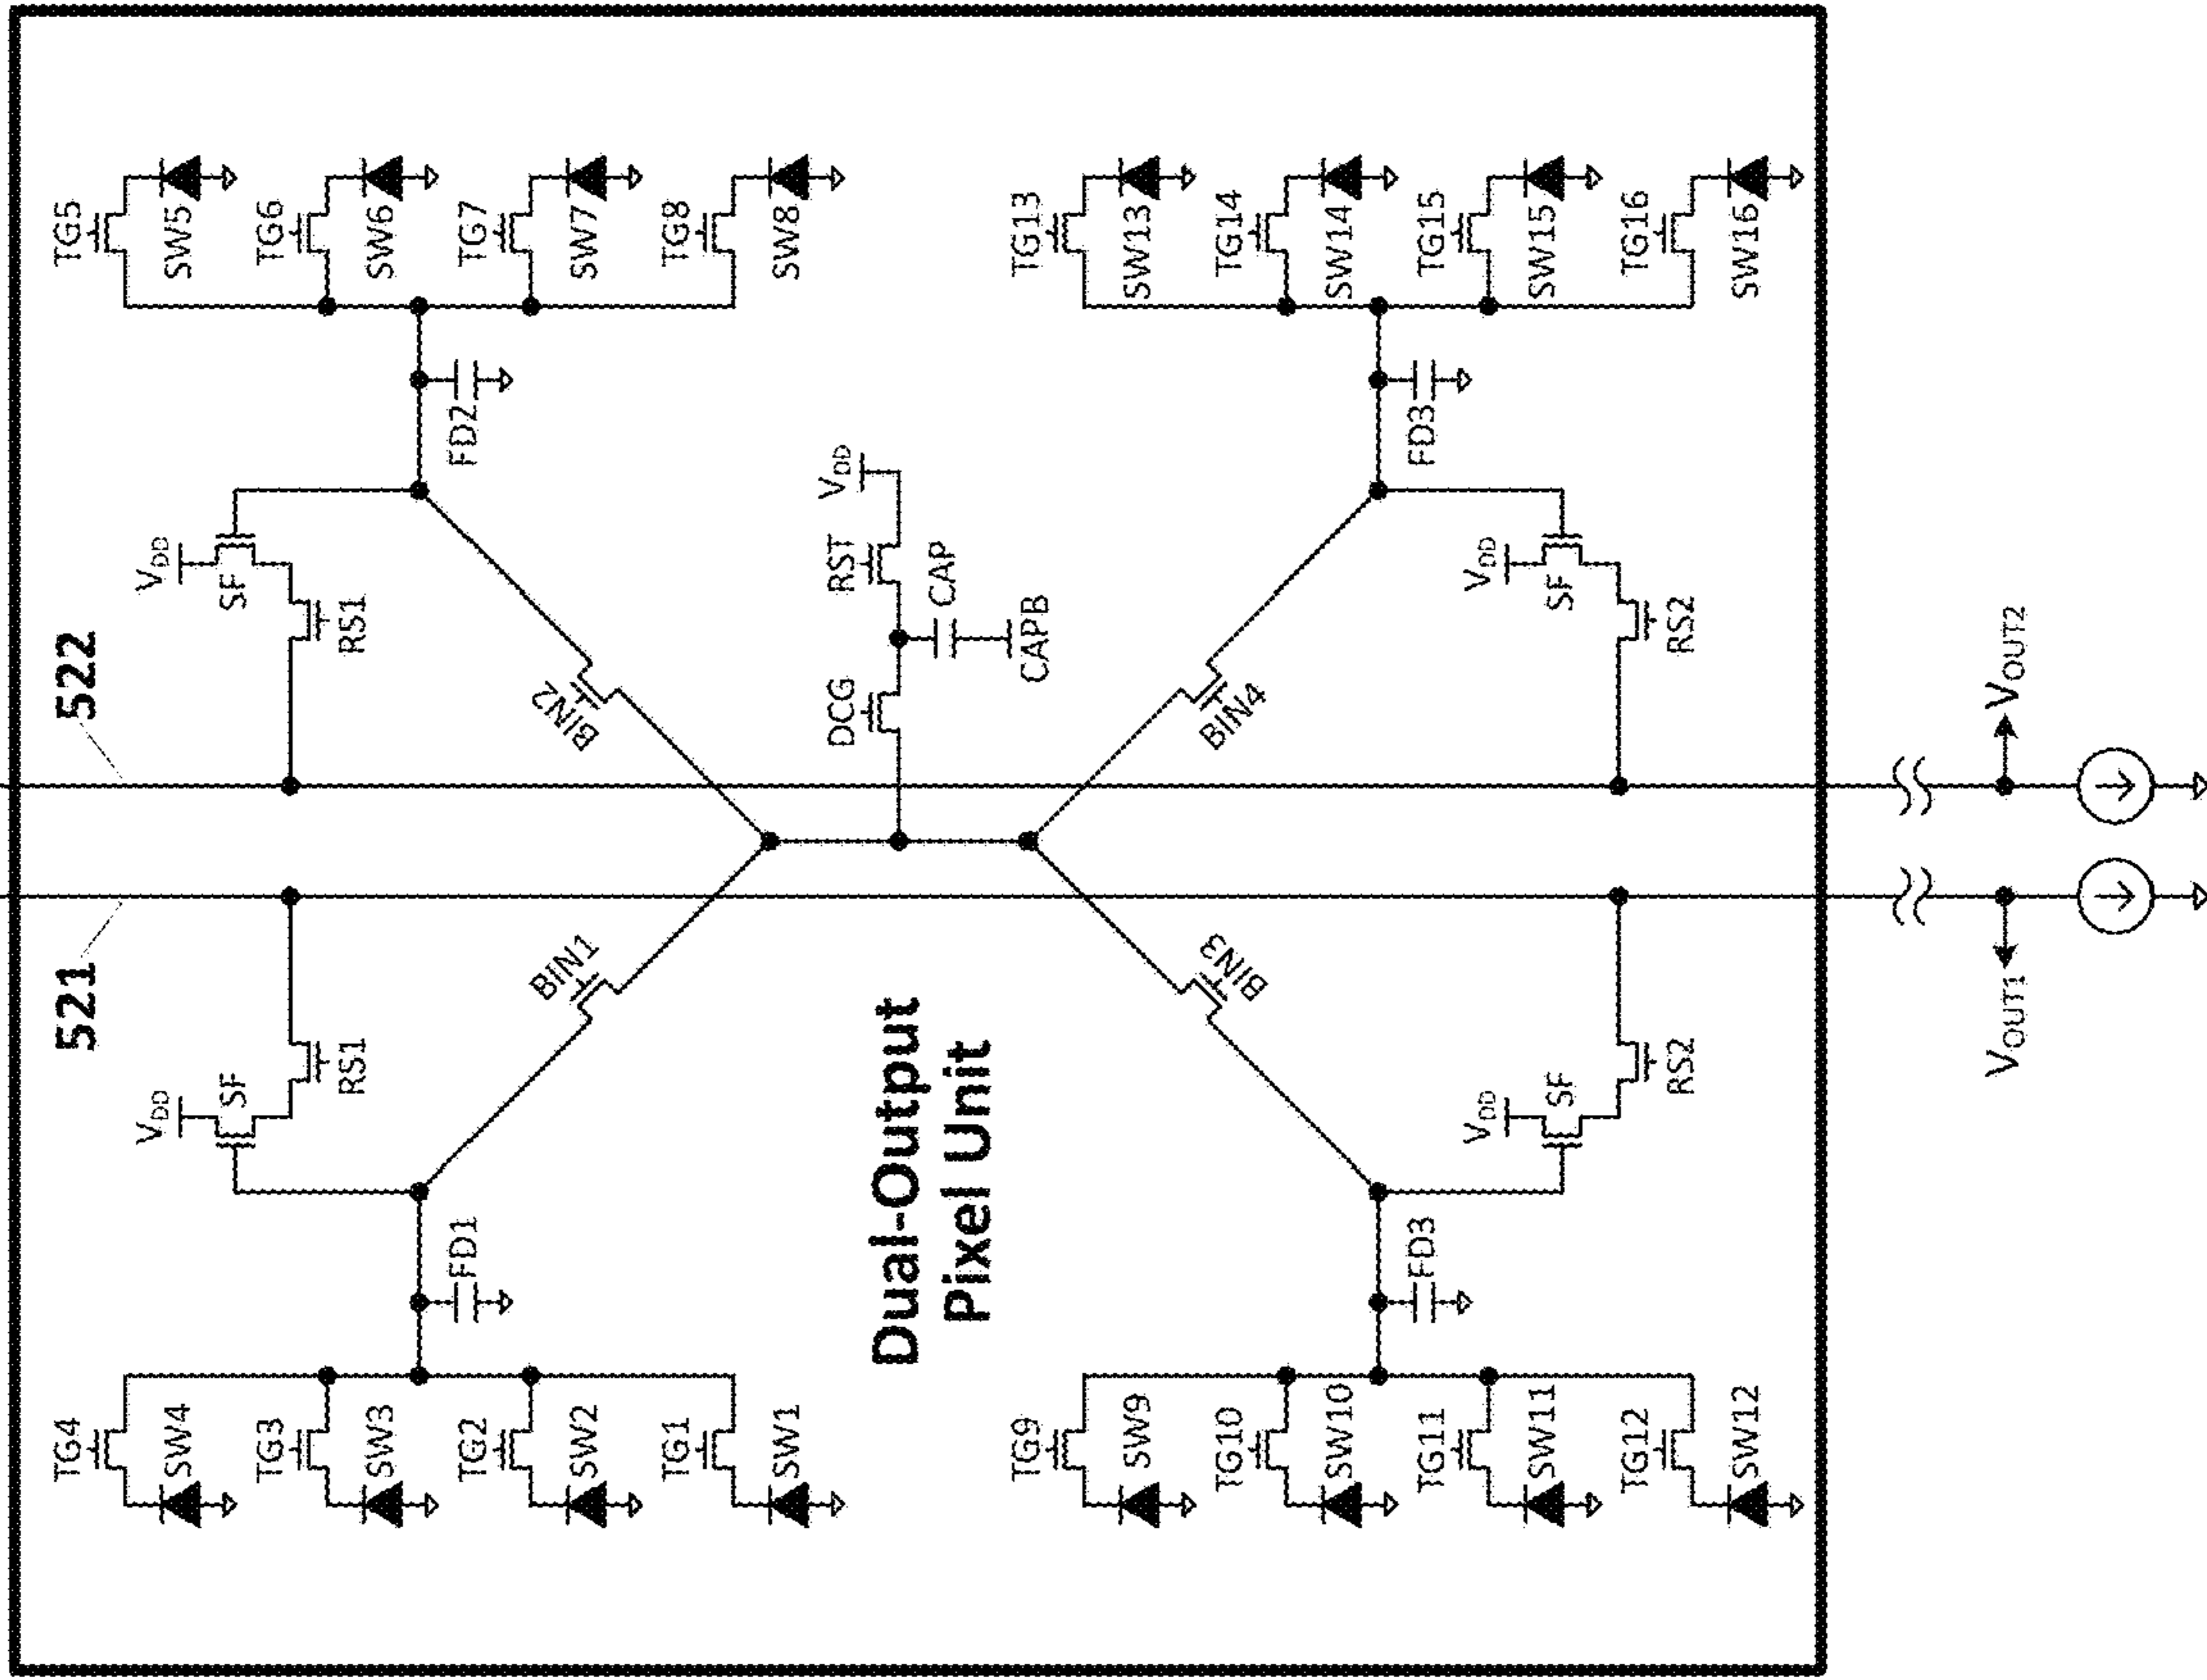 TG4
521
522
TG5
VDD
VDD
SW4
SW5
SF
SF
TG3
TG6
RS1
RS1
SW3
SW6
FD1
FD2
TG2
TG7
BIN1
BIN2
SW2
SW7
TG1
TG8
SW1
SW8
DCG
RST
VDD
Dual-Output
Pixel Unit
CAP
CAPB
TG9
TG13
SW9
SW13
TG10
TG14
BIN3
BIN4
SW10
SW14
FD3
FD3
TG11
TG15
VDD
VDD
SW11
SW15
SF
SF
TG12
TG16
RS2
RS2
SW12
SW16
VOUT1
VOUT2